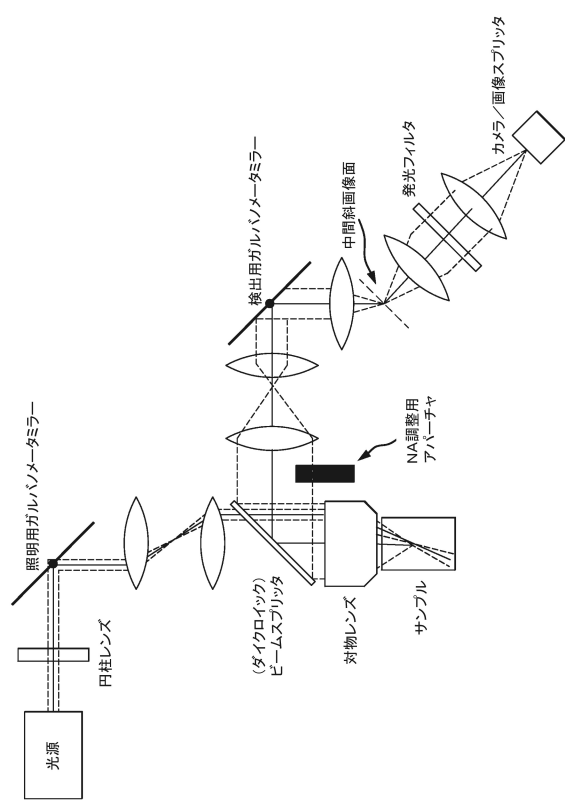 光源
円柱レンズ
照明用ガルバノメータミラー
(ダイクロイック)
ビームスプリッタ
対物レンズ
サンプル
NA調整用
アパーチャ
検出用ガルバノメータミラー
中間斜画像面
発光フィルタ
カメラ/画像スプリッタ